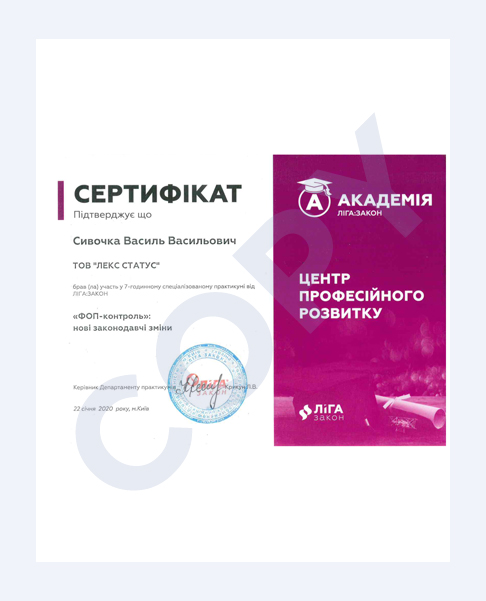 СЕРТИФІКАТ
Підтверджує що
Сивочка Василь Васильович
ТОВ "ЛЕКС СТАТУС"
брав (ла) участь у 7-годинному спеціалізованому практикумі від
ЛІГА:ЗАКОН
«ФОП-контроль»:
нові законодавчі зміни
Керівник Департаменту практикумів
Л.В.
22 січня 2020 року, м.Київ
ЗАКОН
АКАДЕМІЯ
ЛІГА:ЗАКОН
ЦЕНТР
ПРОФЕСІЙНОГО
РОЗВИТКУ
ЛІГА
закон
COPY